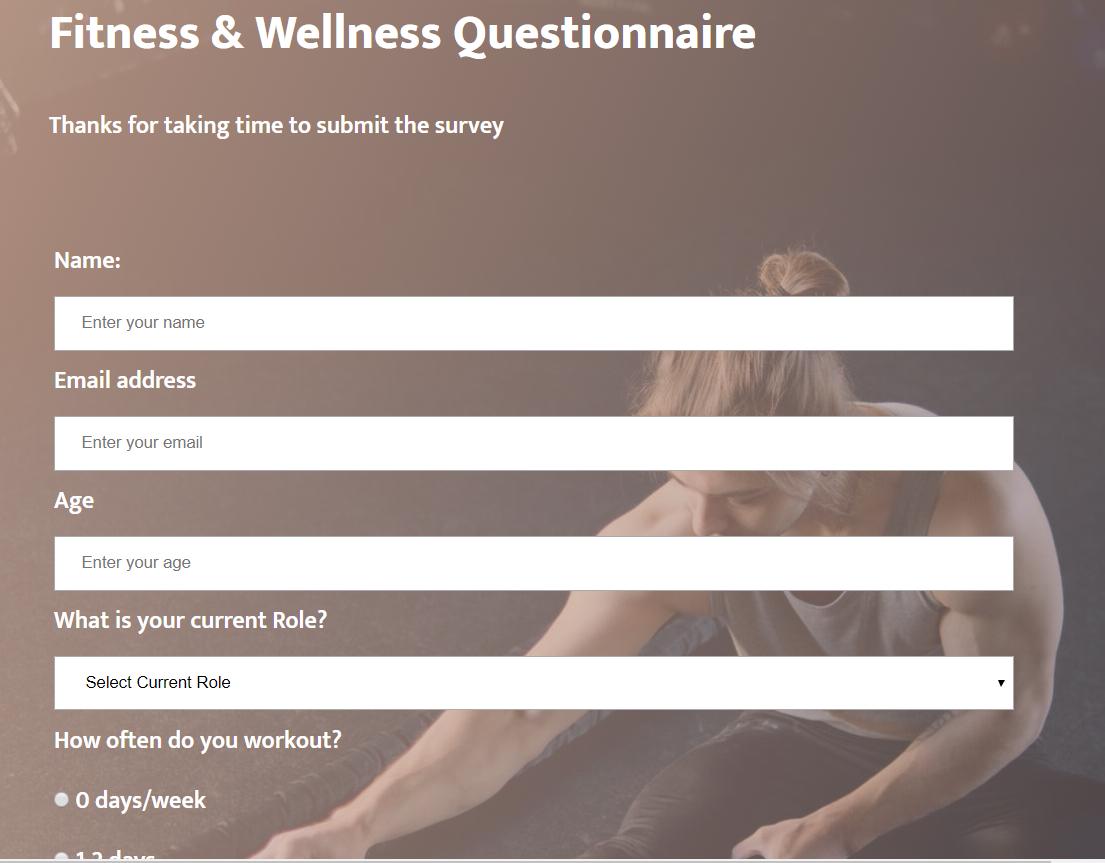 Fitness & Wellness Questionnaire
Thanks for taking time to submit the survey
Name:
Enter your name
Email address
Enter your email
Age
Enter your age
What is your current Role?
Select Current Role
How often do you workout?
0 days/week
days